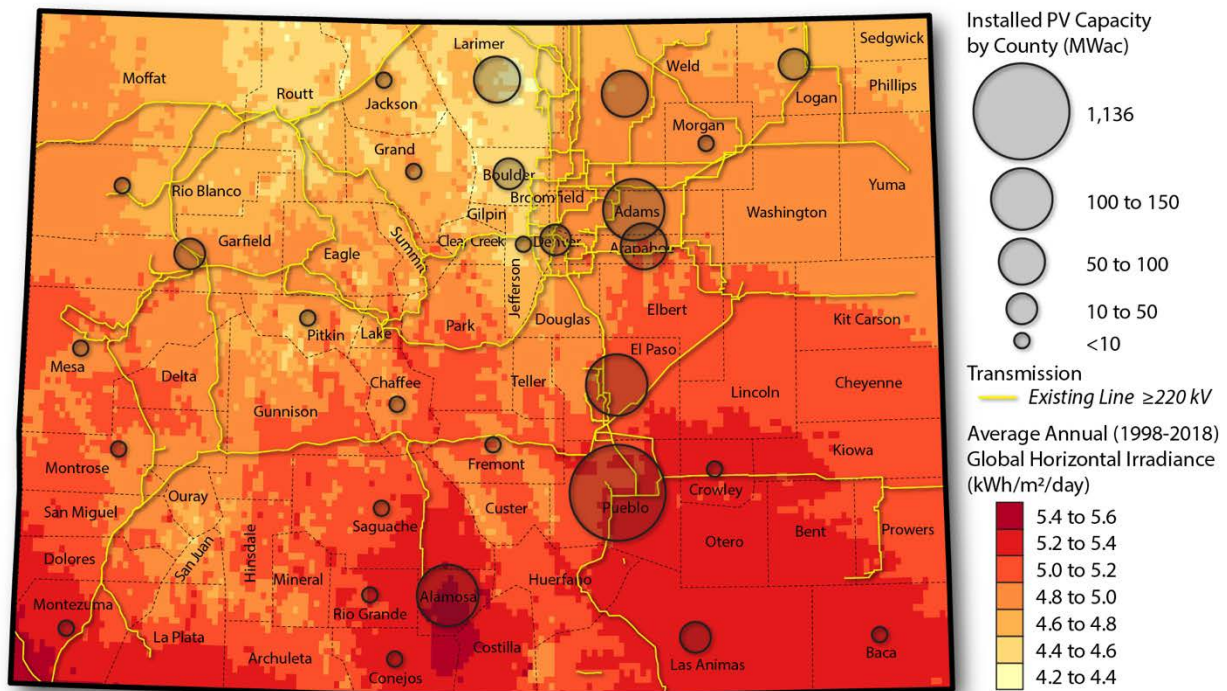 Larimer
Weld
Sedgwick
Moffat
Routt
Jackson
Logan
Phillips
Morgan
Grand
Boulder
Rio Blanco
Broomfield
Yuma
Adams
Washington
Gilpin
Garfield
Eagle
Summit
Clear Creek
Denver
Arapahoe
Jefferson
Elbert
Pitkin
Lake
Park
Douglas
Kit Carson
Mesa
El Paso
Delta
Chaffee
Teller
Lincoln
Cheyenne
Gunnison
Montrose
Fremont
Kiowa
Ouray
Crowley
San Miguel
Saguache
Custer
Pueblo
Bent
Prowers
Otero
Dolores
San Juan
Hinsdale
Mineral
Huerfano
Montezuma
Rio Grande
Alamosa
La Plata
Costilla
Archuleta
Conejos
Las Animas
Baca
Installed PV Capacity
by County (MWac)
1,136
100 to 150
50 to 100
10 to 50
<10
Transmission
Existing Line ≥220 kV
Average Annual (1998-2018)
Global Horizontal Irradiance
(kWh/m²/day)
5.4 to 5.6
5.2 to 5.4
5.0 to 5.2
4.8 to 5.0
4.6 to 4.8
4.4 to 4.6
4.2 to 4.4